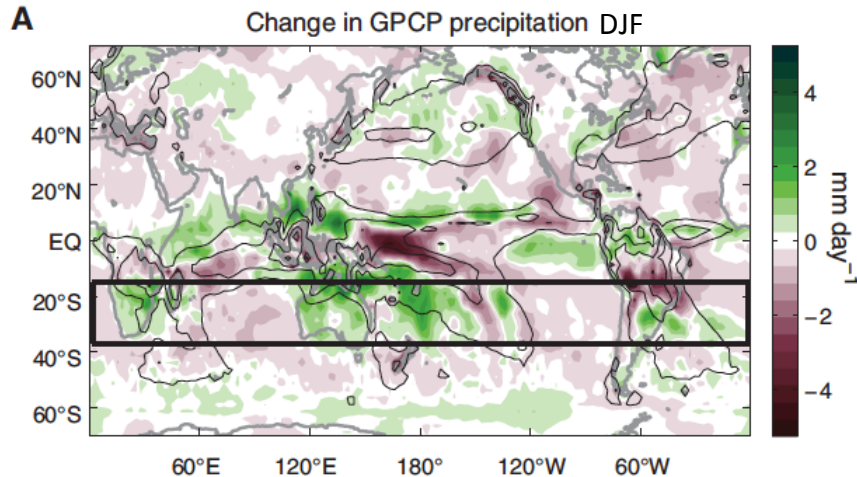 A
Change in GPCP precipitation DJF
60°N
40°N
20°N
EQ
20°S
40°S
60°S
60°E
120°E
180°
120°W
60°W
4
2
0
−2
−4
mm day⁻¹